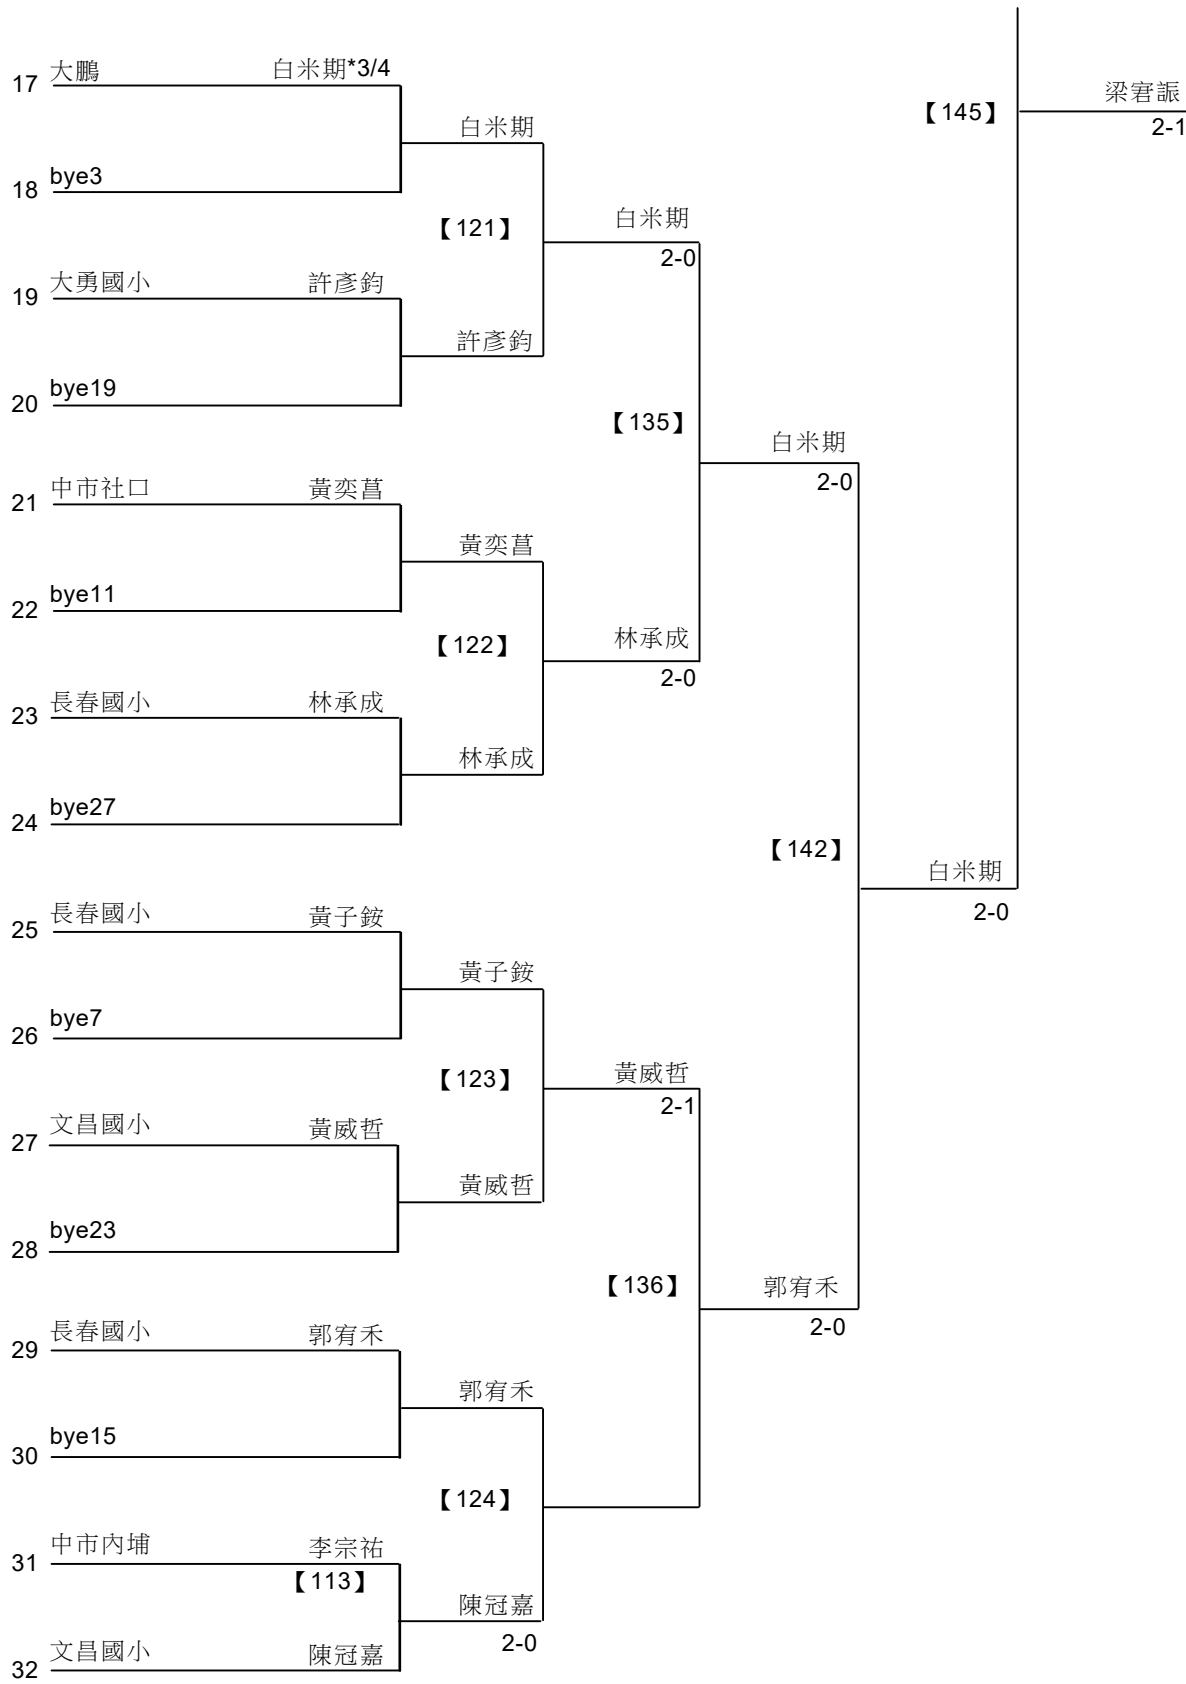 梁宭誫
【145】
2-1
17 大鵬 白米期*3/4
白米期
18 bye3
【121】
白米期
2-0
19 大勇國小 許彥鈞
許彥鈞
20 bye19
【135】
白米期
2-0
21 中市社口 黃奕菖
黃奕菖
22 bye11
【122】
林承成
2-0
23 長春國小 林承成
林承成
24 bye27
【142】
白米期
2-0
25 長春國小 黃子銨
黃子銨
26 bye7
【123】
黃威哲
2-1
27 文昌國小 黃威哲
黃威哲
28 bye23
【136】
郭宥禾
2-0
29 長春國小 郭宥禾
郭宥禾
30 bye15
【124】
31 中市內埔 李宗祐
【113】
陳冠嘉
2-0
32 文昌國小 陳冠嘉